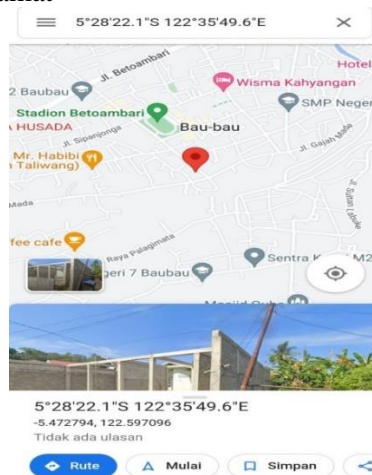 5°28'22.1"S 122°35'49.6"E
Jl. Betoambari
Hotel
Wisma Kahyangan
2 Baubau
SMP Neger
Stadion Betoambari
HUSADA
Bau-bau
Jl. Sipanjonga
Jl. Gajah Mada
Mr. Habibi
n Taliwang)
Mada
Jl. Sultan Labuke
fee cafe
Raya Palagimata
geri 7 Baubau
Sentra
M2
5°28'22.1"S 122°35'49.6"E
-5.472794, 122.597096
Tidak ada ulasan
Rute
Mulai
Simpan